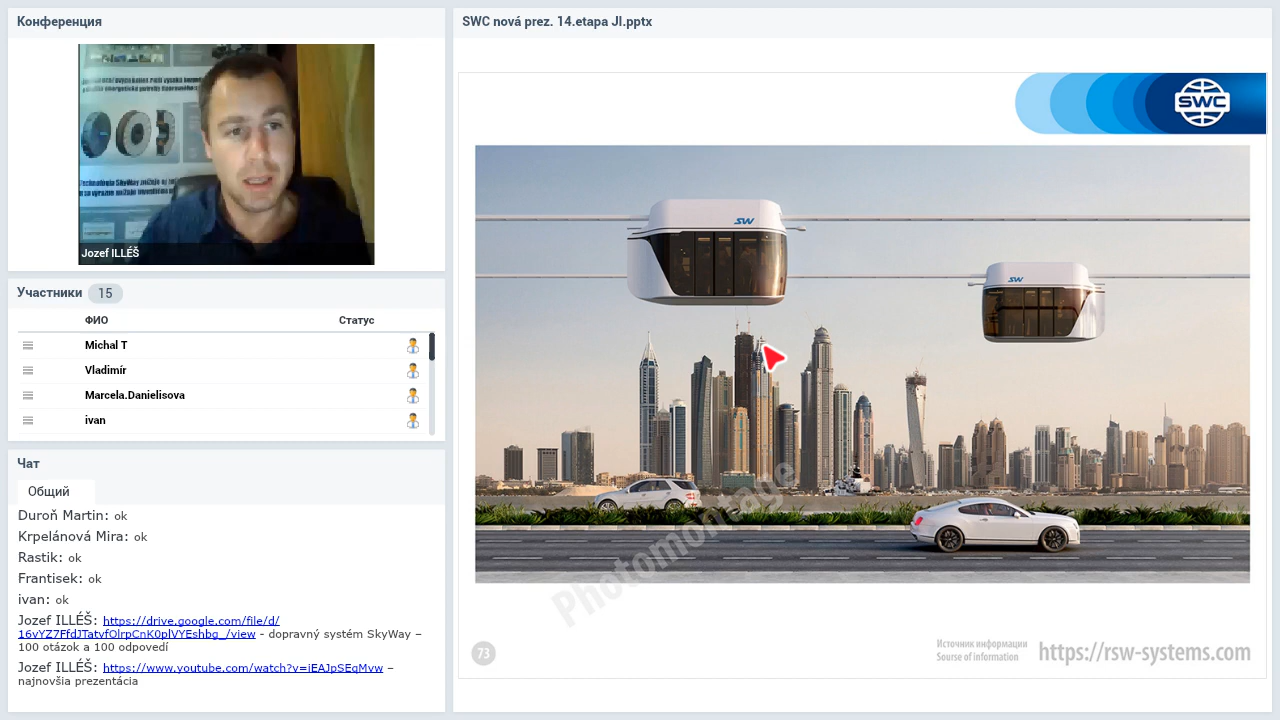 Конференция
Jozef ILLÉŠ
Участники 15
ФИО Статус
Michal T
Vladimír
Marcela.Danielisova
ivan
Чат
Общий
Duroň Martin: ok
Krpelánová Mira: ok
Rastik: ok
Frantisek: ok
ivan: ok
Jozef ILLÉŠ: https://drive.google.com/file/d/
16vYZ7FfdJTatvfOlrpCnK0plVYEshbg_/view - dopravný systém SkyWay –
100 otázok a 100 odpovedí
Jozef ILLÉŠ: https://www.youtube.com/watch?v=iEAJpSEqMvw –
najnovšia prezentácia
SWC nová prez. 14.etapa JI.pptx
SWC
SW
SW
Photomontage
73
Источник информации
Sourse of information
https://rsw-systems.com